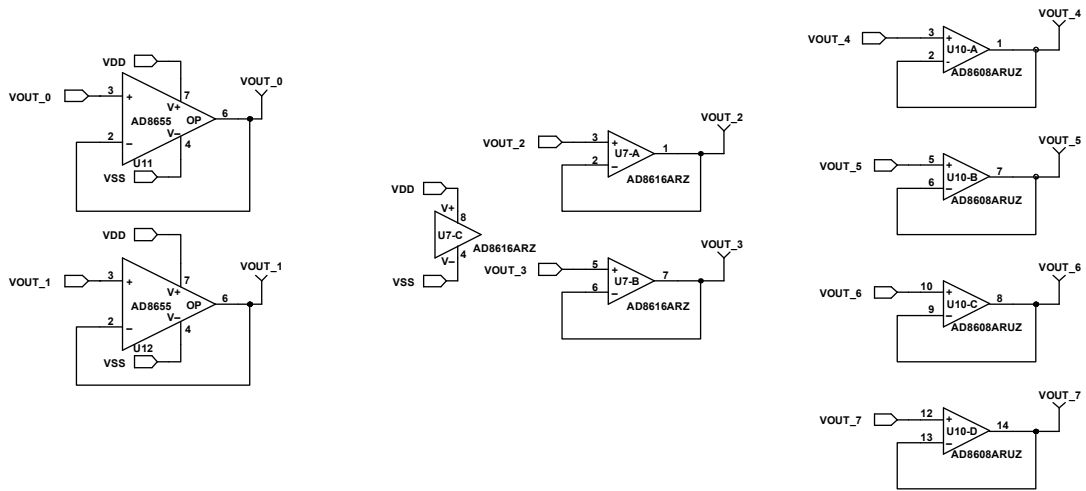 VDD
VOUT_0
3
+
V+
7
AD8655
OP
6
VOUT_0
2
–
V–
4
U11
VSS
VDD
VOUT_1
3
+
V+
7
AD8655
OP
6
VOUT_1
2
–
V–
4
U12
VSS
VDD
V+
8
U7-C
AD8616ARZ
V–
4
VSS
VOUT_2
3
+
U7-A
1
VOUT_2
2
–
AD8616ARZ
VOUT_3
5
+
U7-B
7
VOUT_3
6
–
AD8616ARZ
VOUT_4
3
+
U10-A
1
VOUT_4
2
-
AD8608ARUZ
VOUT_5
5
+
U10-B
7
VOUT_5
6
–
AD8608ARUZ
VOUT_6
10
+
U10-C
8
VOUT_6
9
–
AD8608ARUZ
VOUT_7
12
+
U10-D
14
VOUT_7
13
–
AD8608ARUZ